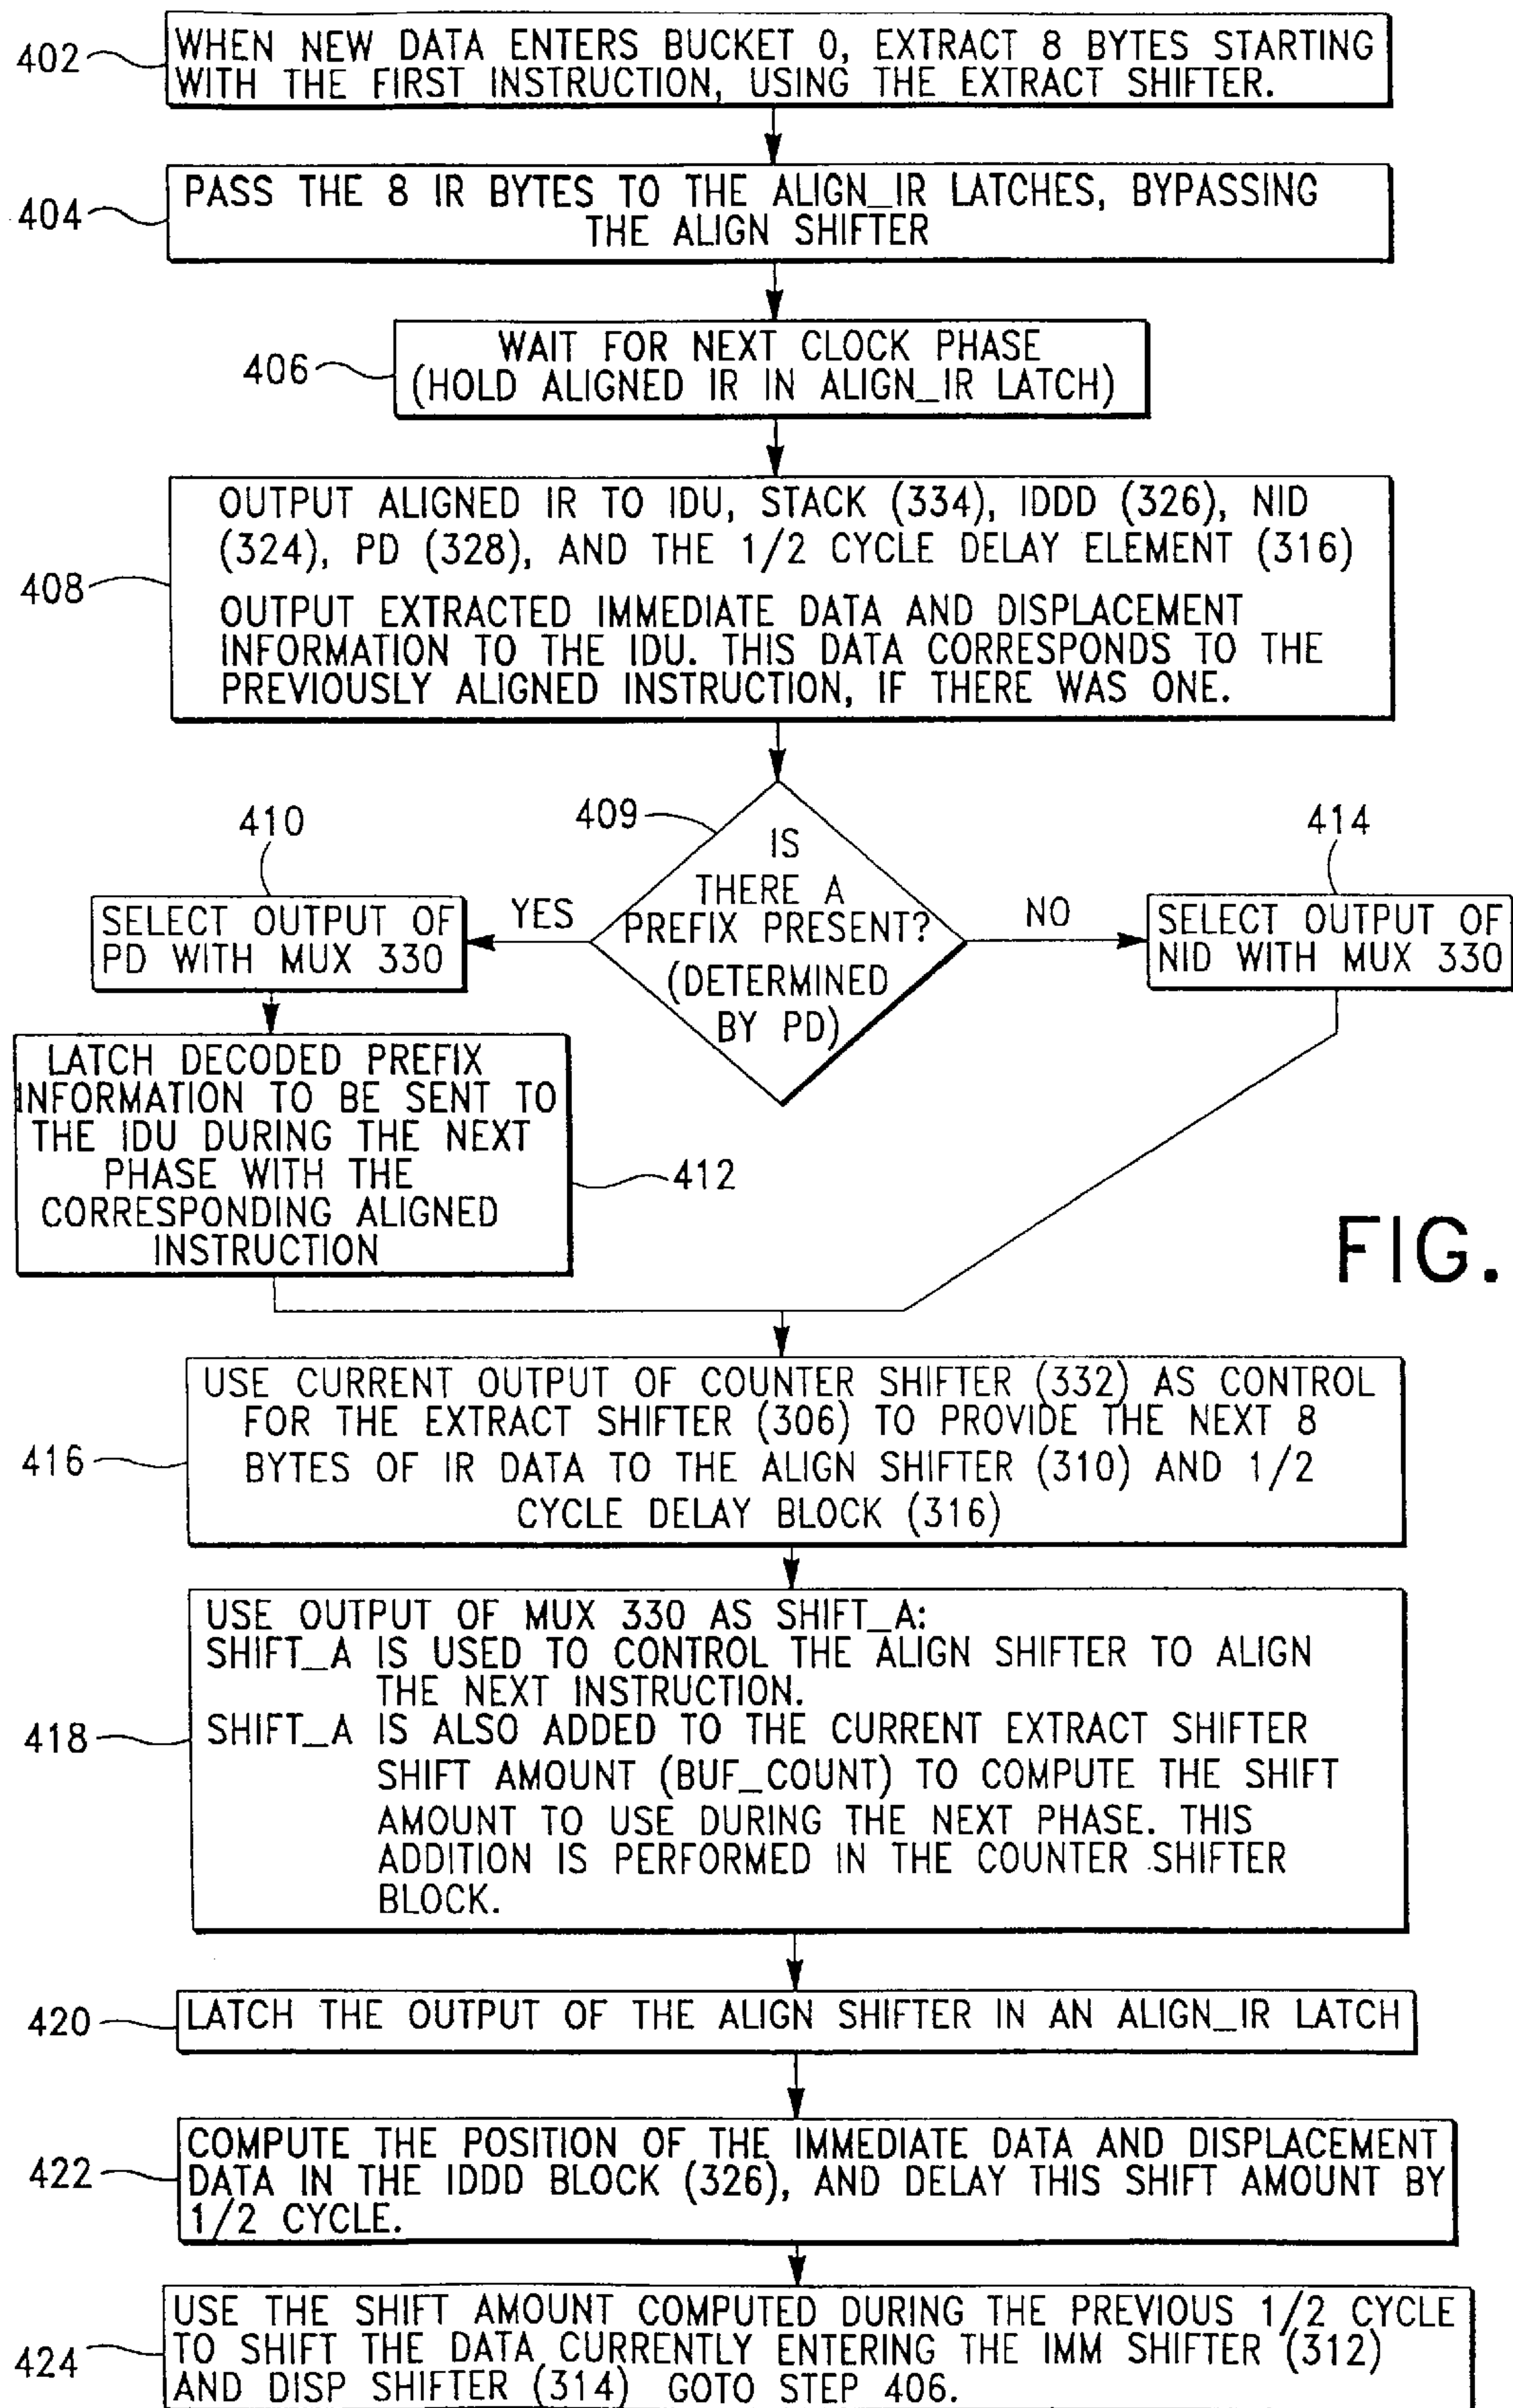 402
WHEN NEW DATA ENTERS BUCKET 0, EXTRACT 8 BYTES STARTING
WITH THE FIRST INSTRUCTION, USING THE EXTRACT SHIFTER.
404
PASS THE 8 IR BYTES TO THE ALIGN_IR LATCHES, BYPASSING
THE ALIGN SHIFTER
406
WAIT FOR NEXT CLOCK PHASE
(HOLD ALIGNED IR IN ALIGN_IR LATCH)
408
OUTPUT ALIGNED IR TO IDU, STACK (334), IDDD (326), NID
(324), PD (328), AND THE 1/2 CYCLE DELAY ELEMENT (316)
OUTPUT EXTRACTED IMMEDIATE DATA AND DISPLACEMENT
INFORMATION TO THE IDU. THIS DATA CORRESPONDS TO THE
PREVIOUSLY ALIGNED INSTRUCTION, IF THERE WAS ONE.
409
IS
THERE A
PREFIX PRESENT?
(DETERMINED
BY PD)
YES
NO
410
SELECT OUTPUT OF
PD WITH MUX 330
414
SELECT OUTPUT OF
NID WITH MUX 330
LATCH DECODED PREFIX
INFORMATION TO BE SENT TO
THE IDU DURING THE NEXT
PHASE WITH THE
CORRESPONDING ALIGNED
INSTRUCTION
412
FIG.
416
USE CURRENT OUTPUT OF COUNTER SHIFTER (332) AS CONTROL
FOR THE EXTRACT SHIFTER (306) TO PROVIDE THE NEXT 8
BYTES OF IR DATA TO THE ALIGN SHIFTER (310) AND 1/2
CYCLE DELAY BLOCK (316)
418
USE OUTPUT OF MUX 330 AS SHIFT_A:
SHIFT_A IS USED TO CONTROL THE ALIGN SHIFTER TO ALIGN
THE NEXT INSTRUCTION.
SHIFT_A IS ALSO ADDED TO THE CURRENT EXTRACT SHIFTER
SHIFT AMOUNT (BUF_COUNT) TO COMPUTE THE SHIFT
AMOUNT TO USE DURING THE NEXT PHASE. THIS
ADDITION IS PERFORMED IN THE COUNTER SHIFTER
BLOCK.
420
LATCH THE OUTPUT OF THE ALIGN SHIFTER IN AN ALIGN_IR LATCH
422
COMPUTE THE POSITION OF THE IMMEDIATE DATA AND DISPLACEMENT
DATA IN THE IDDD BLOCK (326), AND DELAY THIS SHIFT AMOUNT BY
1/2 CYCLE.
424
USE THE SHIFT AMOUNT COMPUTED DURING THE PREVIOUS 1/2 CYCLE
TO SHIFT THE DATA CURRENTLY ENTERING THE IMM SHIFTER (312)
AND DISP SHIFTER (314) GOTO STEP 406.